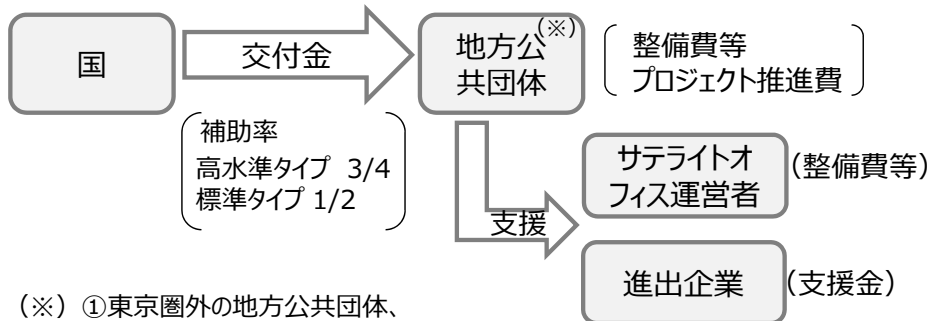 国
交付金
補助率
高水準タイプ 3/4
標準タイプ 1/2
地方公
共団体
(※)
整備費等
プロジェクト推進費
支援
サテライトオ
フィス運営者
(整備費等)
進出企業
(支援金)
(※)①東京圏外の地方公共団体、